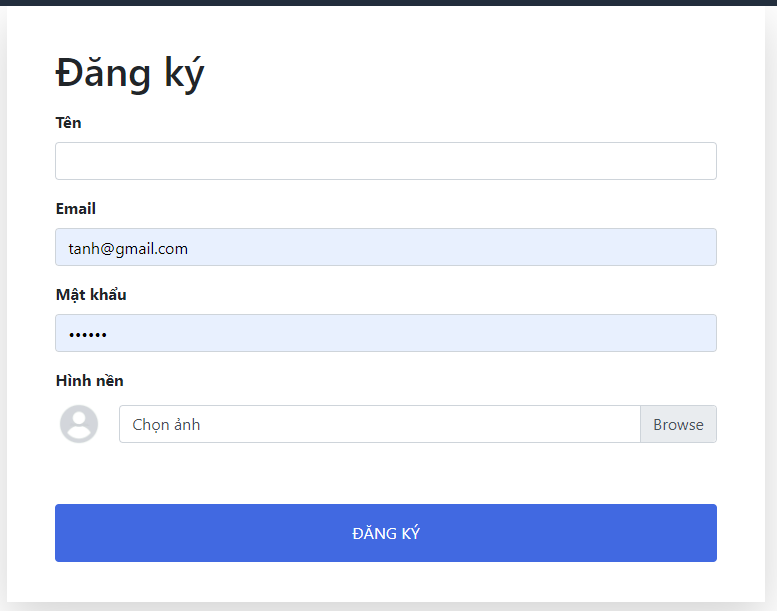 Đăng ký
Tên
Email
tanh@gmail.com
Mật khẩu
••••••
Hình nền
Chọn ảnh Browse
ĐĂNG KÝ